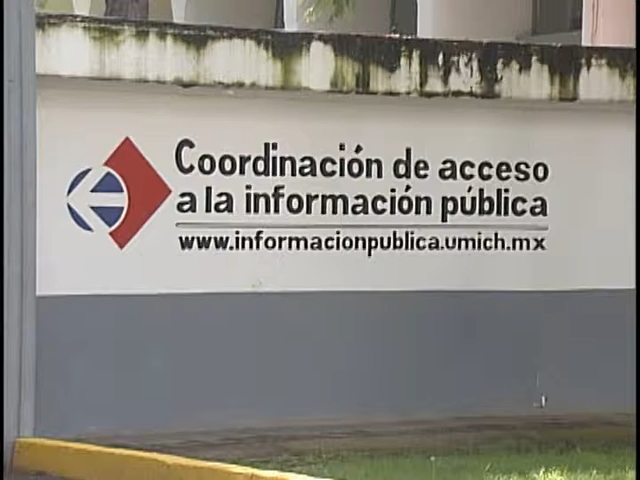 Coordinación de acceso
a la información pública
www.informacionpublica.umich.mx